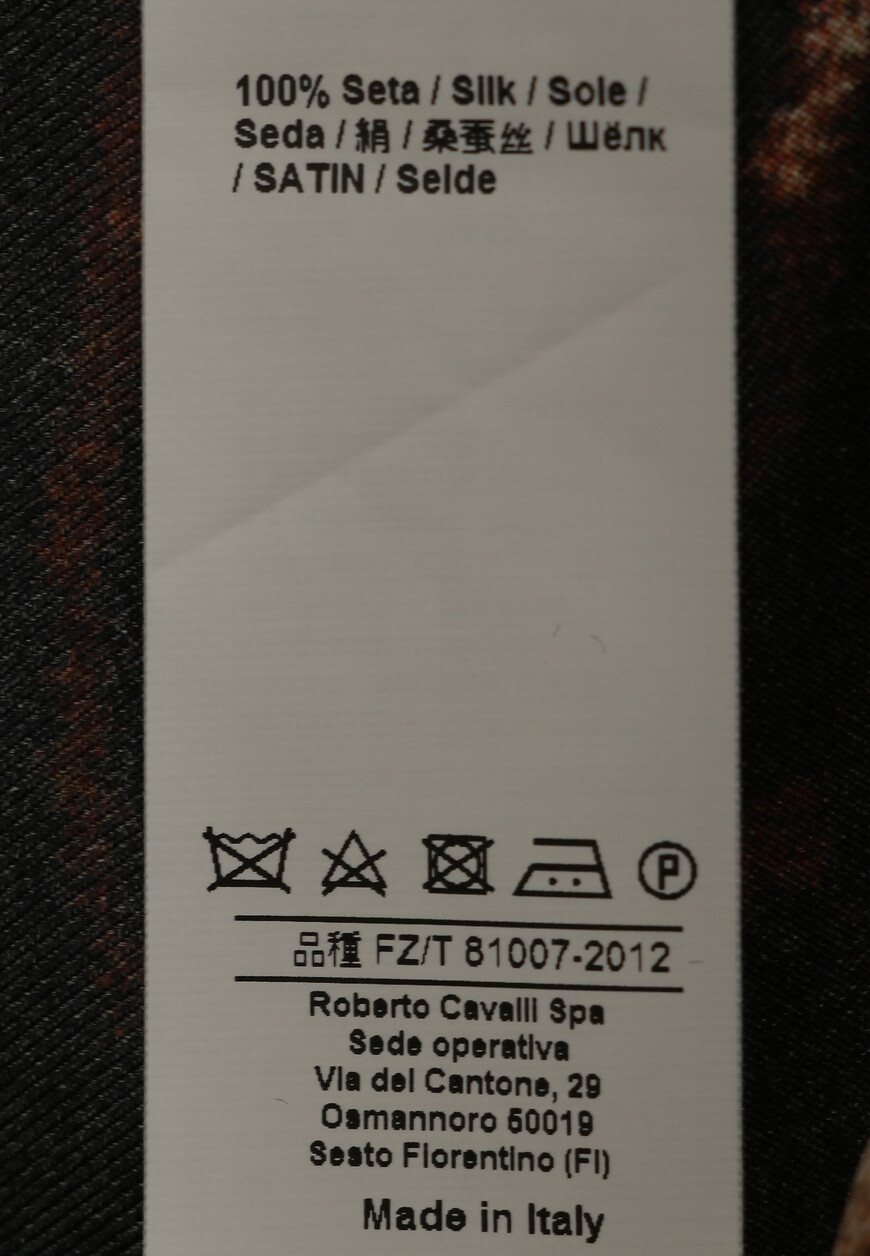 100% Seta / Silk / Sole /
Seda / 絹 / 桑蚕丝 / Шёлк
/ SATIN / Seide
P
品種 FZ/T 81007-2012
Roberto Cavalli Spa
Sede operativa
Via del Cantone, 29
Osmannoro 50019
Sesto Fiorentino (FI)
Made in Italy